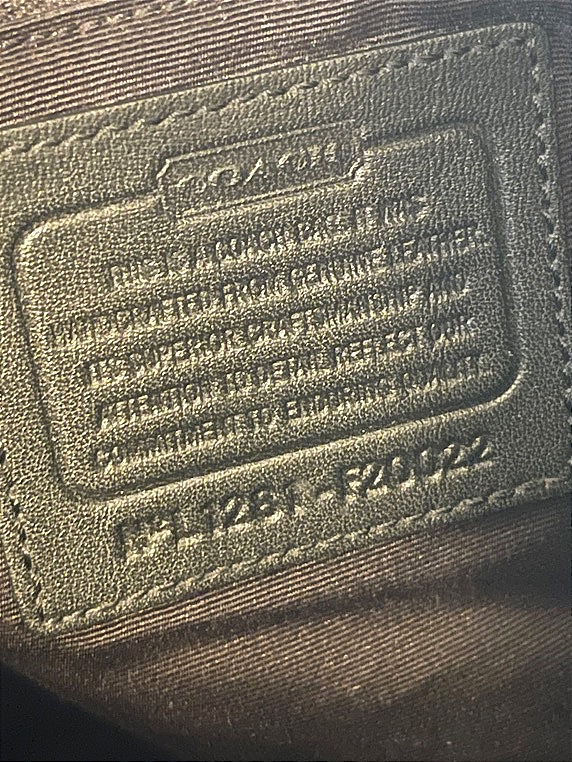 COACH
THIS IS A COACH BAG. IT WAS
HANDCRAFTED FROM GENUINE LEATHER.
ITS SUPERIOR CRAFTSMANSHIP AND
ATTENTION TO DETAIL REFLECT OUR
COMMITMENT TO ENDURING QUALITY.
-F20022